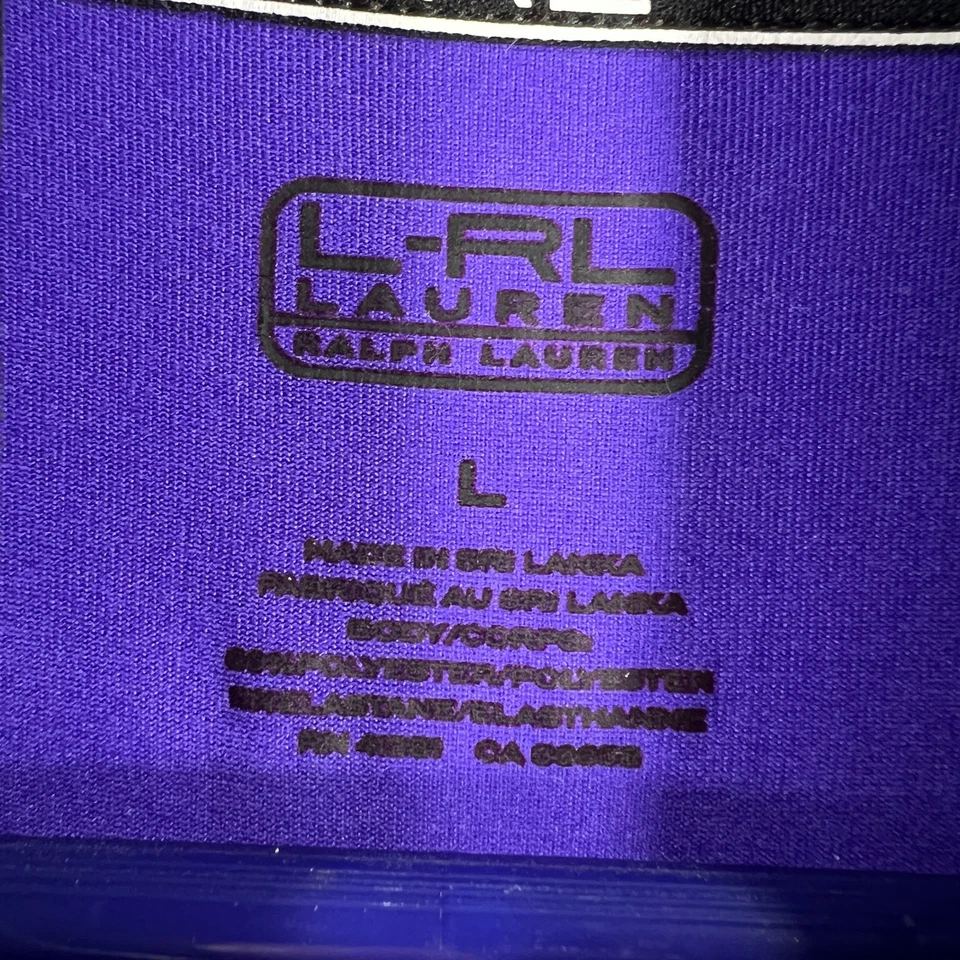 L-RL
LAUREN
RALPH LAUREN
L
MADE IN SRI LANKA
FABRIQUÉ AU SRI LANKA
BODY/CORPS:
POLYESTER/POLYESTER
ELASTANE/ELASTHANNE
RN CA